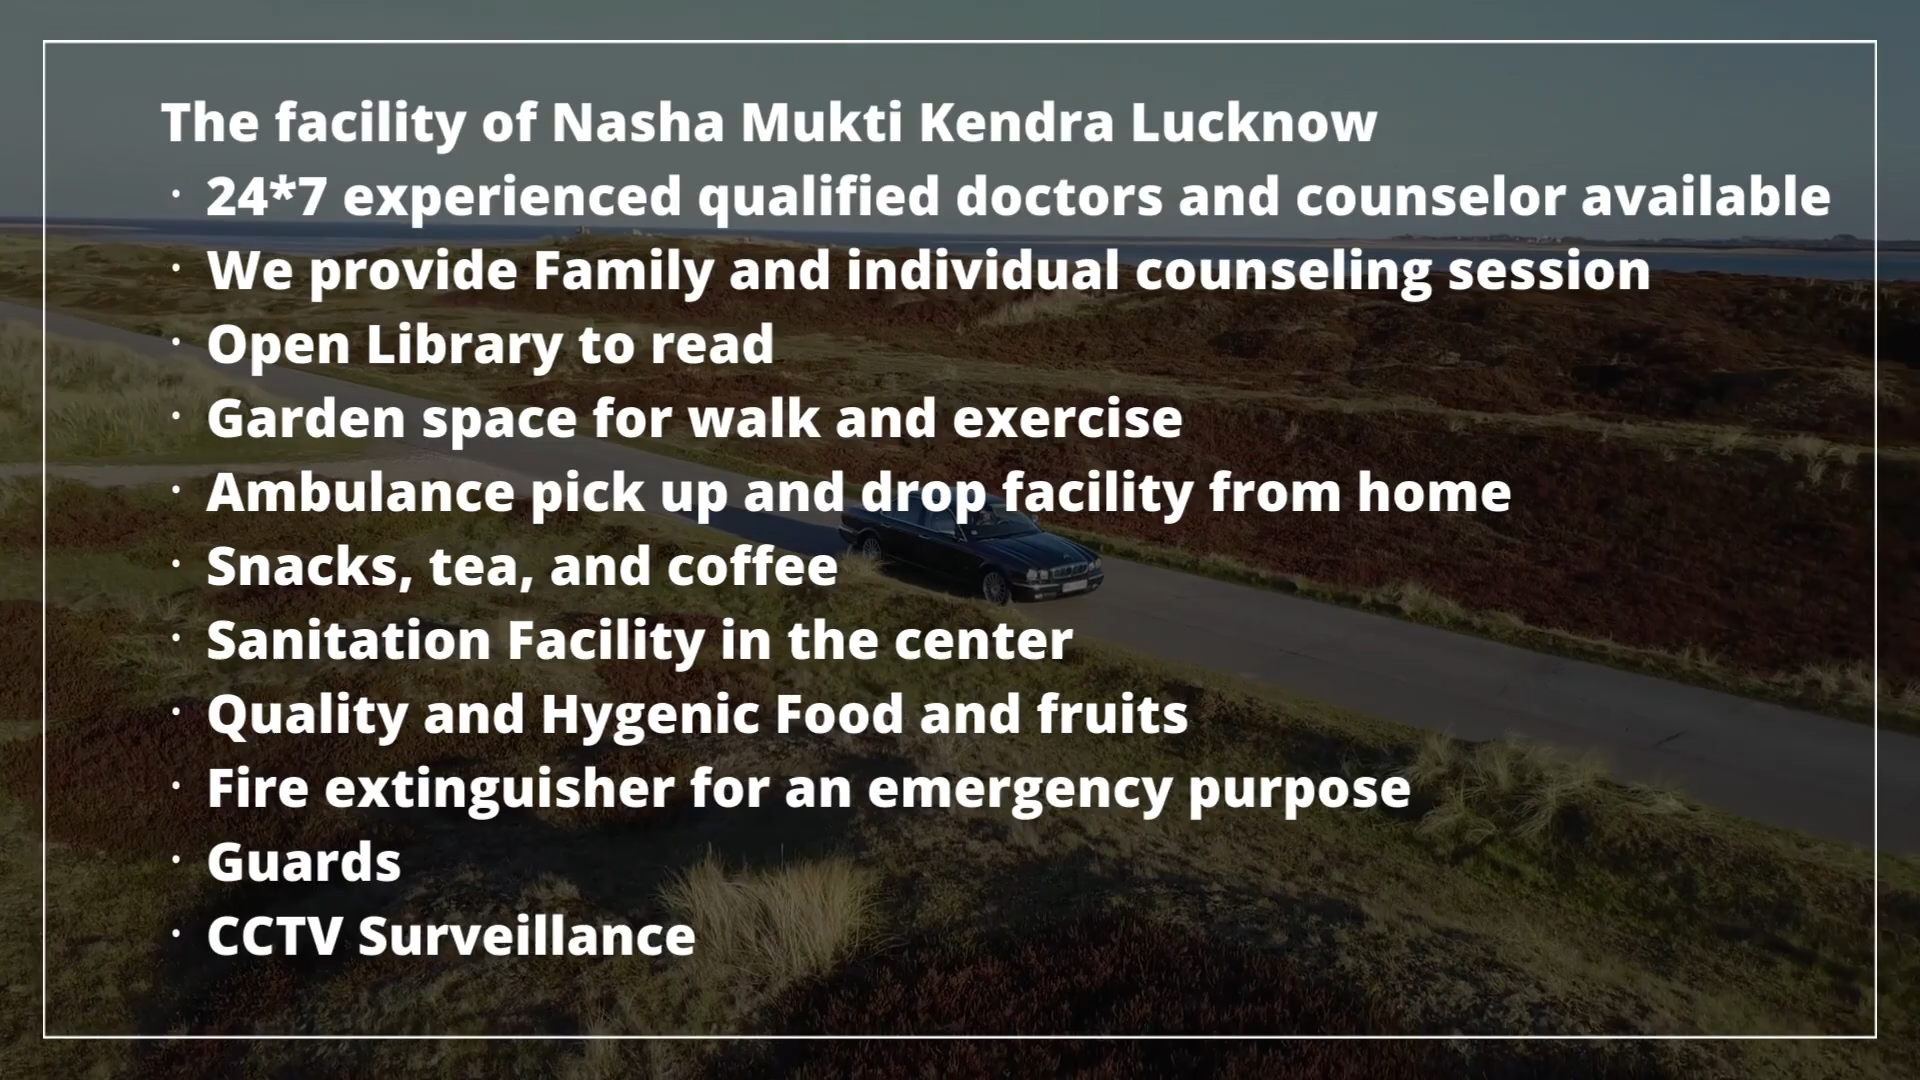 The facility of Nasha Mukti Kendra Lucknow
· 24*7 experienced qualified doctors and counselor available
· We provide Family and individual counseling session
· Open Library to read
· Garden space for walk and exercise
· Ambulance pick up and drop facility from home
· Snacks, tea, and coffee
· Sanitation Facility in the center
· Quality and Hygenic Food and fruits
· Fire extinguisher for an emergency purpose
· Guards
· CCTV Surveillance